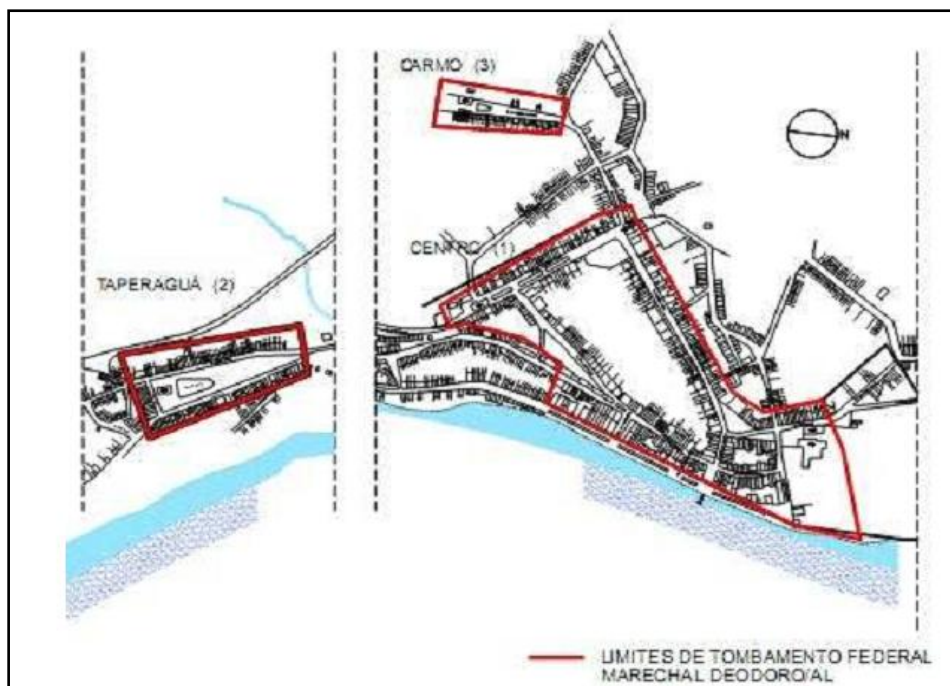 CARMO (3)
N
CENTRO (1)
TAPERAGUÁ (2)
LIMITES DE TOMBAMENTO FEDERAL
MARECHAL DEODORO/AL